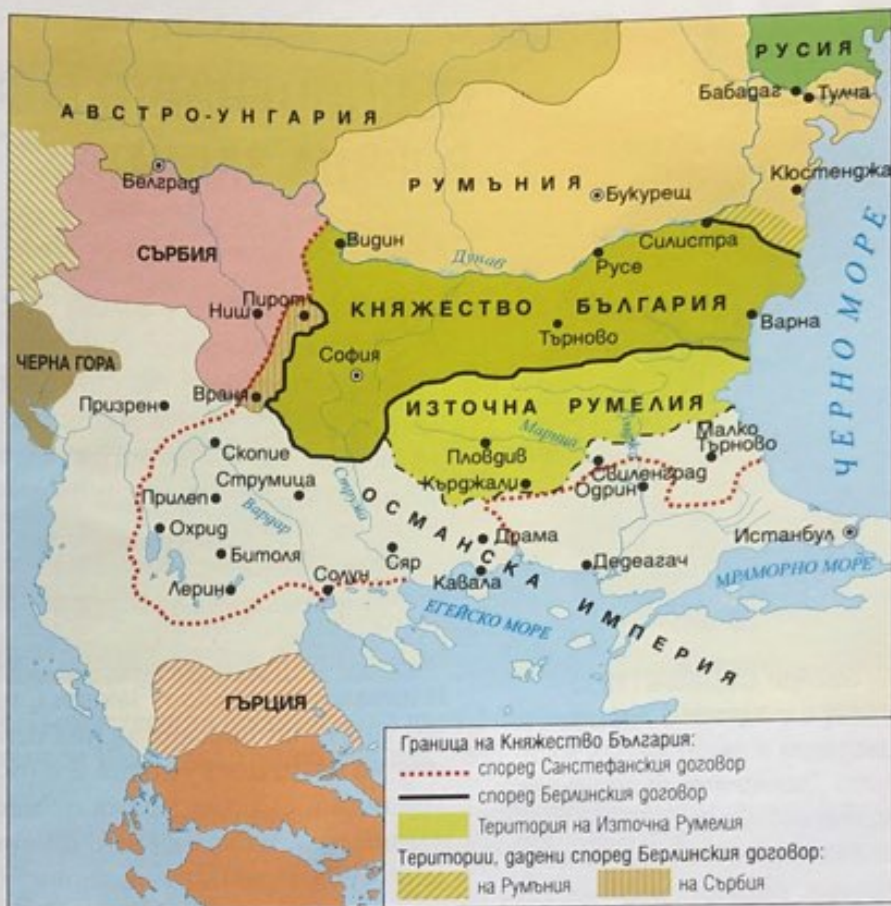 РУСИЯ
Бабадаг
Тулча
АВСТРО-УНГАРИЯ
Белград
РУМЪНИЯ
Букурещ
Кюстенджа
Видин
Силистра
СЪРБИЯ
Дунав
Русе
Пирот
Ниш
КНЯЖЕСТВО БЪЛГАРИЯ
Търново
Варна
ЧЕРНО МОРЕ
София
ЧЕРНА ГОРА
Враня
Призрен
ИЗТОЧНА РУМЕЛИЯ
Марица
Малко
Търново
Скопие
Пловдив
Свиленград
Струмица
Кърджали
Одрин
Прилеп
Вардар
Струма
ОСМАНСКА ИМПЕРИЯ
Охрид
Драма
Истанбул
Битоля
Сяр
Дедеагач
Кавала
МРАМОРНО МОРЕ
Лерин
Солун
ЕГЕЙСКО МОРЕ
ГЪРЦИЯ
Граница на Княжество България:
според Санстефанския договор
според Берлинския договор
Територия на Източна Румелия
Територии, дадени според Берлинския договор:
на Румъния
на Сърбия